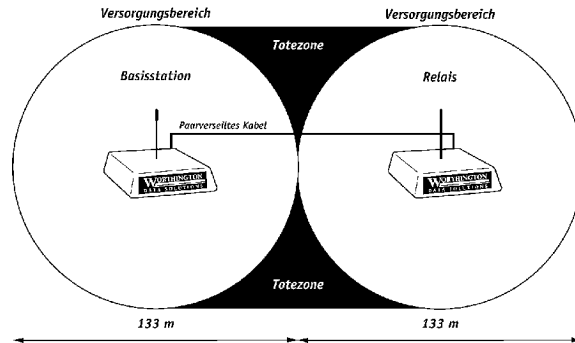 Versorgungsbereich
Versorgungsbereich
Totezone
Basisstation
Relais
Paarverseiltes Kabel
WORTHINGTON
DATA SOLUTIONS
WORTHINGTON
DATA SOLUTIONS
Totezone
133 m
133 m